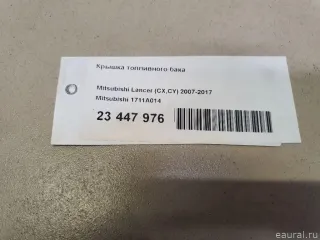 Крышка топливного бака
Mitsubishi Lancer (CX,CY) 2007-2017
Mitsubishi 1711A014
23 447 976
eaural.ru